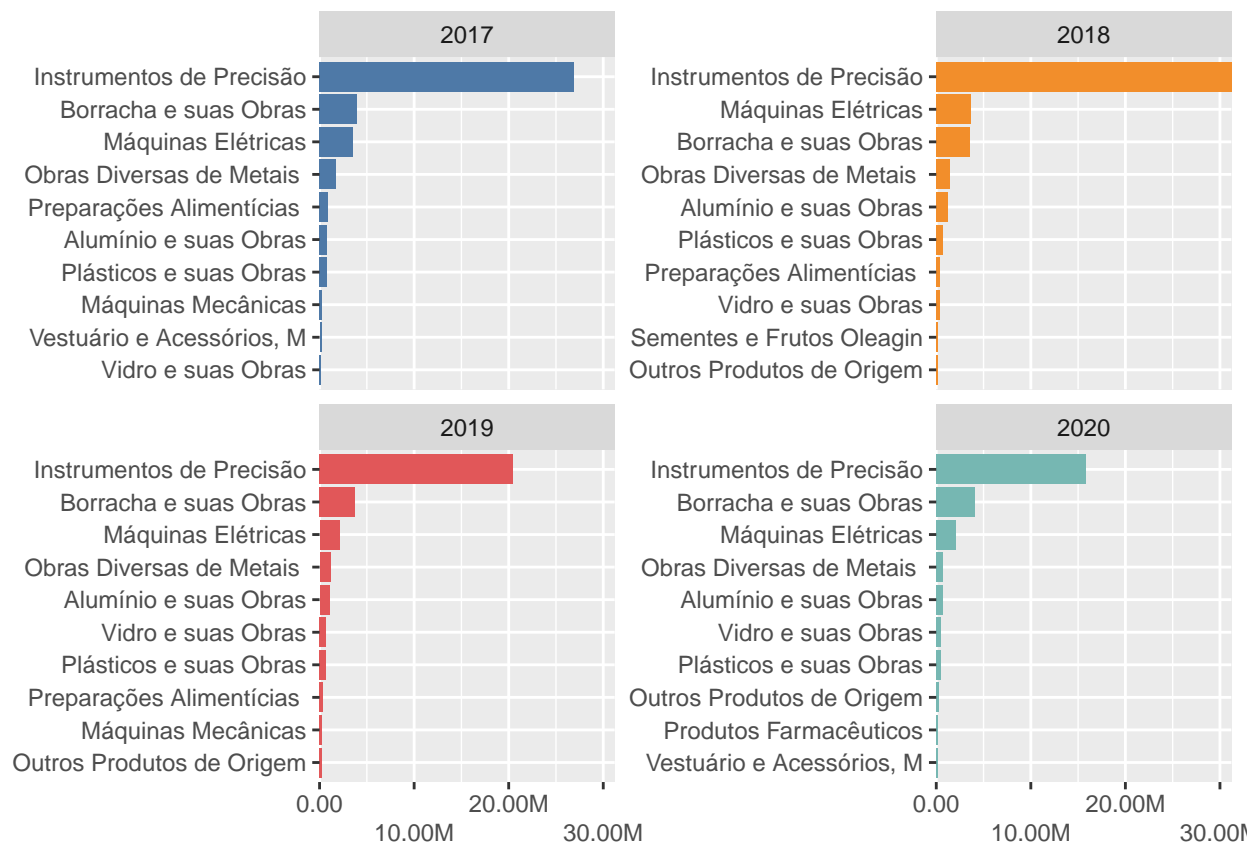 2017
Instrumentos de Precisão
Borracha e suas Obras
Máquinas Elétricas
Obras Diversas de Metais
Preparações Alimentícias
Alumínio e suas Obras
Plásticos e suas Obras
Máquinas Mecânicas
Vestuário e Acessórios, M
Vidro e suas Obras
2018
Instrumentos de Precisão
Máquinas Elétricas
Borracha e suas Obras
Obras Diversas de Metais
Alumínio e suas Obras
Plásticos e suas Obras
Preparações Alimentícias
Vidro e suas Obras
Sementes e Frutos Oleagin
Outros Produtos de Origem
2019
Instrumentos de Precisão
Borracha e suas Obras
Máquinas Elétricas
Obras Diversas de Metais
Alumínio e suas Obras
Vidro e suas Obras
Plásticos e suas Obras
Preparações Alimentícias
Máquinas Mecânicas
Outros Produtos de Origem
0.00 20.00M
10.00M 30.00M
2020
Instrumentos de Precisão
Borracha e suas Obras
Máquinas Elétricas
Obras Diversas de Metais
Alumínio e suas Obras
Vidro e suas Obras
Plásticos e suas Obras
Outros Produtos de Origem
Produtos Farmacêuticos
Vestuário e Acessórios, M
0.00 20.00M
10.00M 30.00M